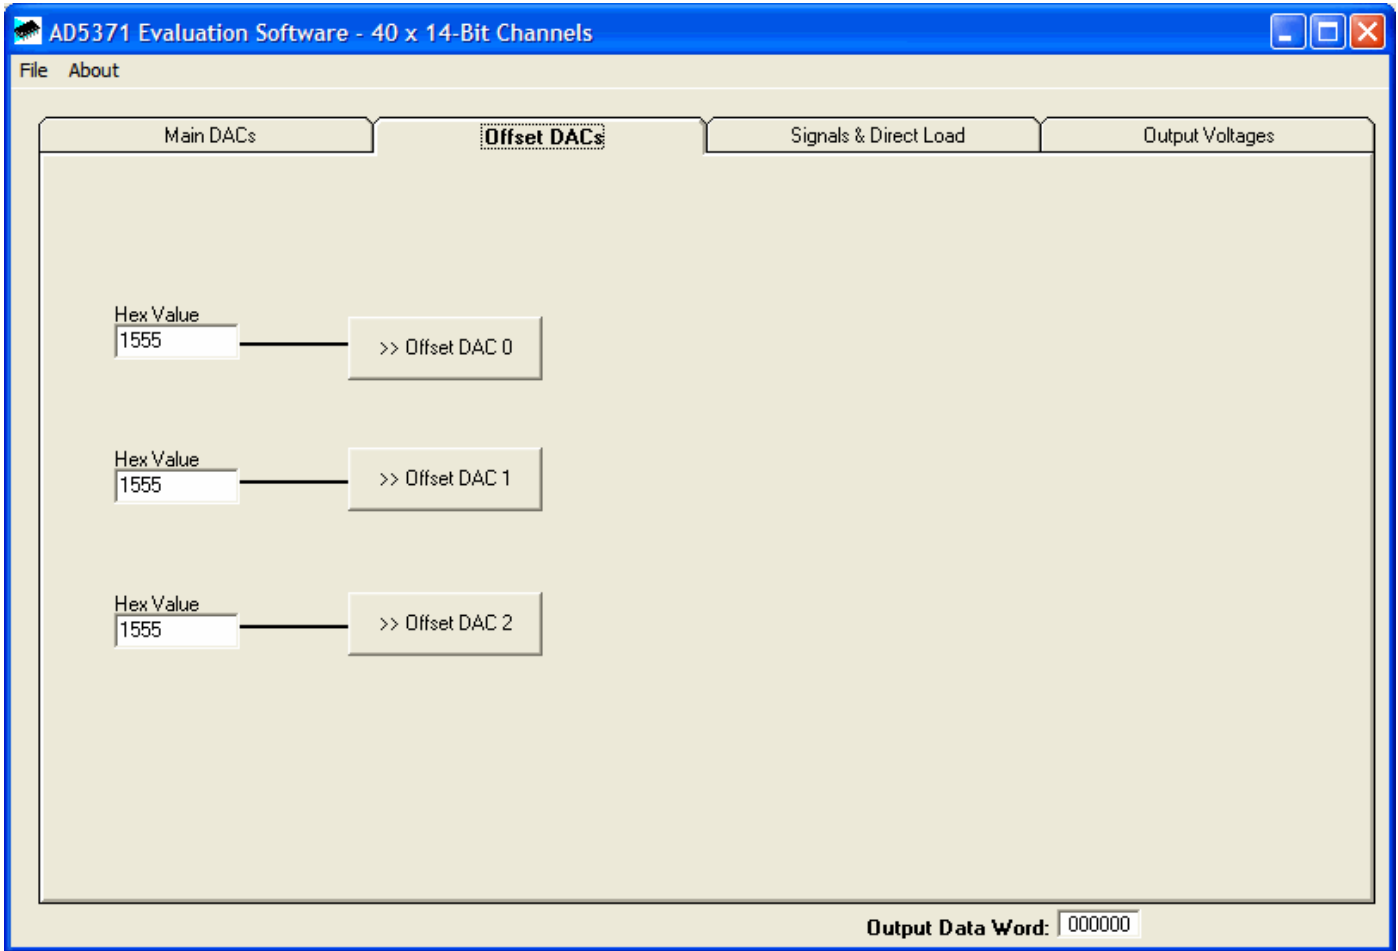 AD5371 Evaluation Software - 40 x 14-Bit Channels
File About
Main DACs Offset DACs Signals & Direct Load Output Voltages
Hex Value
1555 >> Offset DAC 0
Hex Value
1555 >> Offset DAC 1
Hex Value
1555 >> Offset DAC 2
Output Data Word: 000000